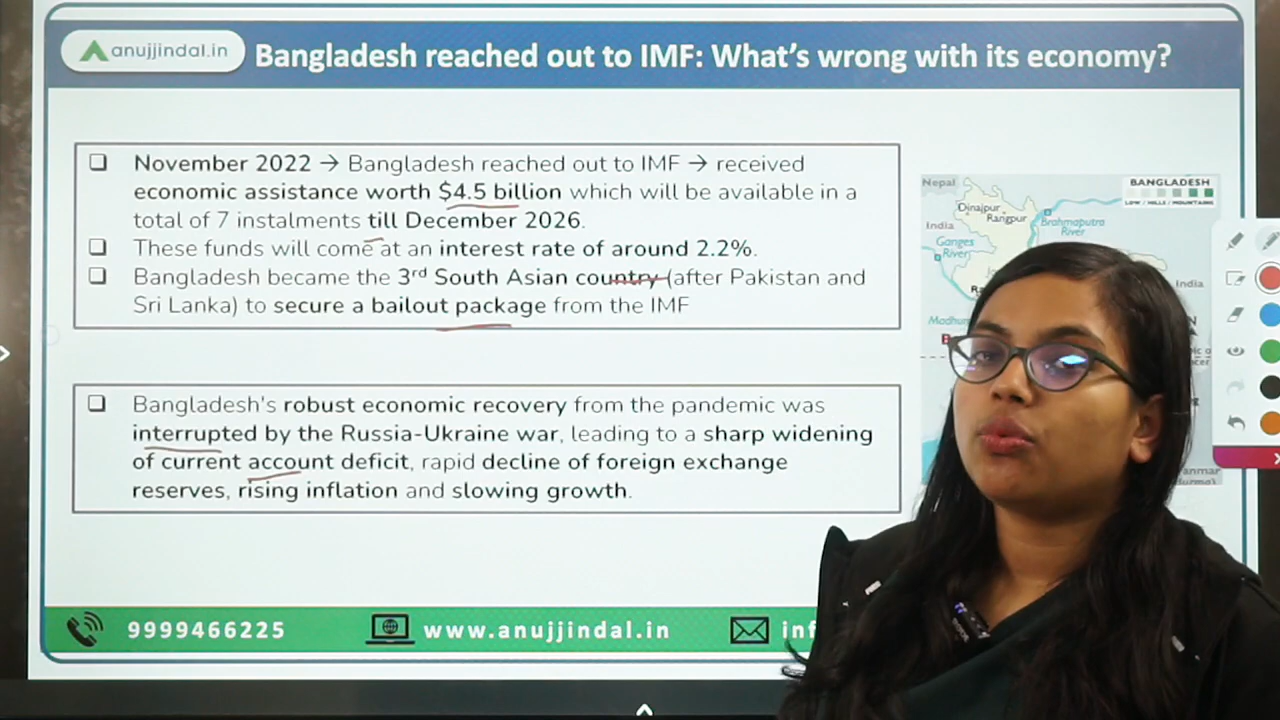 anujjindal.in
Bangladesh reached out to IMF: What's wrong with its economy?
❑ November 2022 → Bangladesh reached out to IMF → received
economic assistance worth $4.5 billion which will be available in a
total of 7 instalments till December 2026.
❑ These funds will come at an interest rate of around 2.2%.
❑ Bangladesh became the 3rd South Asian country (after Pakistan and
Sri Lanka) to secure a bailout package from the IMF
❑ Bangladesh's robust economic recovery from the pandemic was
interrupted by the Russia-Ukraine war, leading to a sharp widening
of current account deficit, rapid decline of foreign exchange
reserves, rising inflation and slowing growth.
Nepal
BANGLADESH
LOW / HILLS / MOUNTAINS
Dinajpur
Rangpur
Brahmaputra
River
India
Ganges
River
India
9999466225
www.anujjindal.in